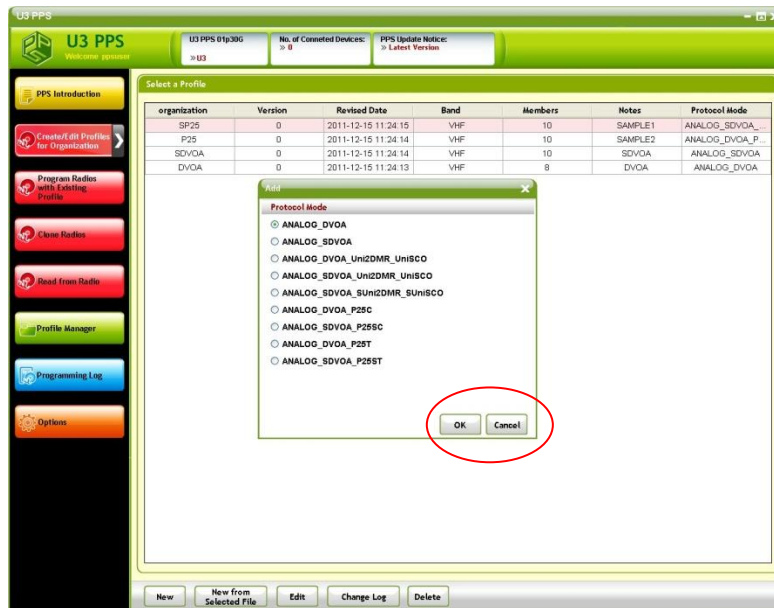 U3 PPS
U3 PPS
Welcome ppsuser
U3 PPS 01p30G
»U3
No. of Conneted Devices:
» 0
PPS Update Notice:
» Latest Version
PPS Introduction
Create/Edit Profiles
for Organization
Program Radios
with Existing
Profile
Clone Radios
Read from Radio
Profile Manager
Programming Log
Options
Select a Profile
organization Version Revised Date Band Members Notes Protocol Mode
SP25 0 2011-12-15 11:24:15 VHF 10 SAMPLE1 ANALOG_SDVOA_...
P25 0 2011-12-15 11:24:14 VHF 10 SAMPLE2 ANALOG_DVOA_P...
SDVOA 0 2011-12-15 11:24:14 VHF 10 SDVOA ANALOG_SDVOA
DVOA 0 2011-12-15 11:24:13 VHF 8 DVOA ANALOG_DVOA
Add
Protocol Mode
ANALOG_DVOA
ANALOG_SDVOA
ANALOG_DVOA_Uni2DMR_UniSCO
ANALOG_SDVOA_Uni2DMR_UniSCO
ANALOG_SDVOA_SUni2DMR_SUniSCO
ANALOG_DVOA_P25C
ANALOG_SDVOA_P25SC
ANALOG_DVOA_P25T
ANALOG_SDVOA_P25ST
OK Cancel
New
New from
Selected File
Edit
Change Log
Delete